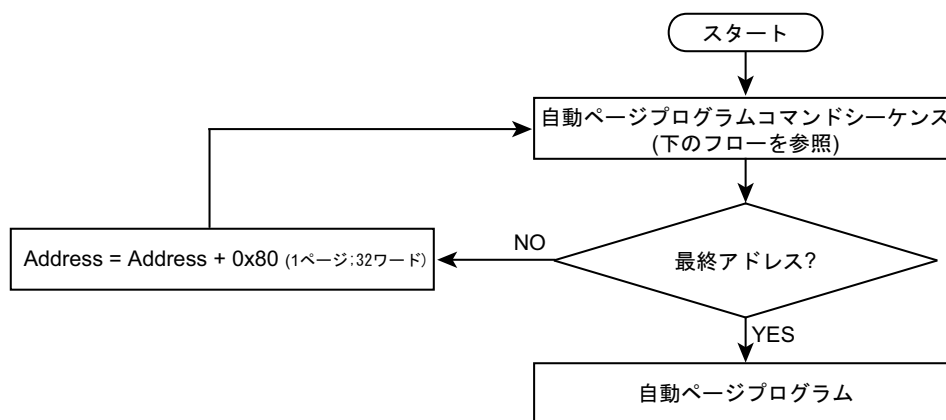 スタート
自動ページプログラムコマンドシーケンス
(下のフローを参照)
最終アドレス?
NO
Address = Address + 0x80 (1ページ:32ワード)
YES
自動ページプログラム